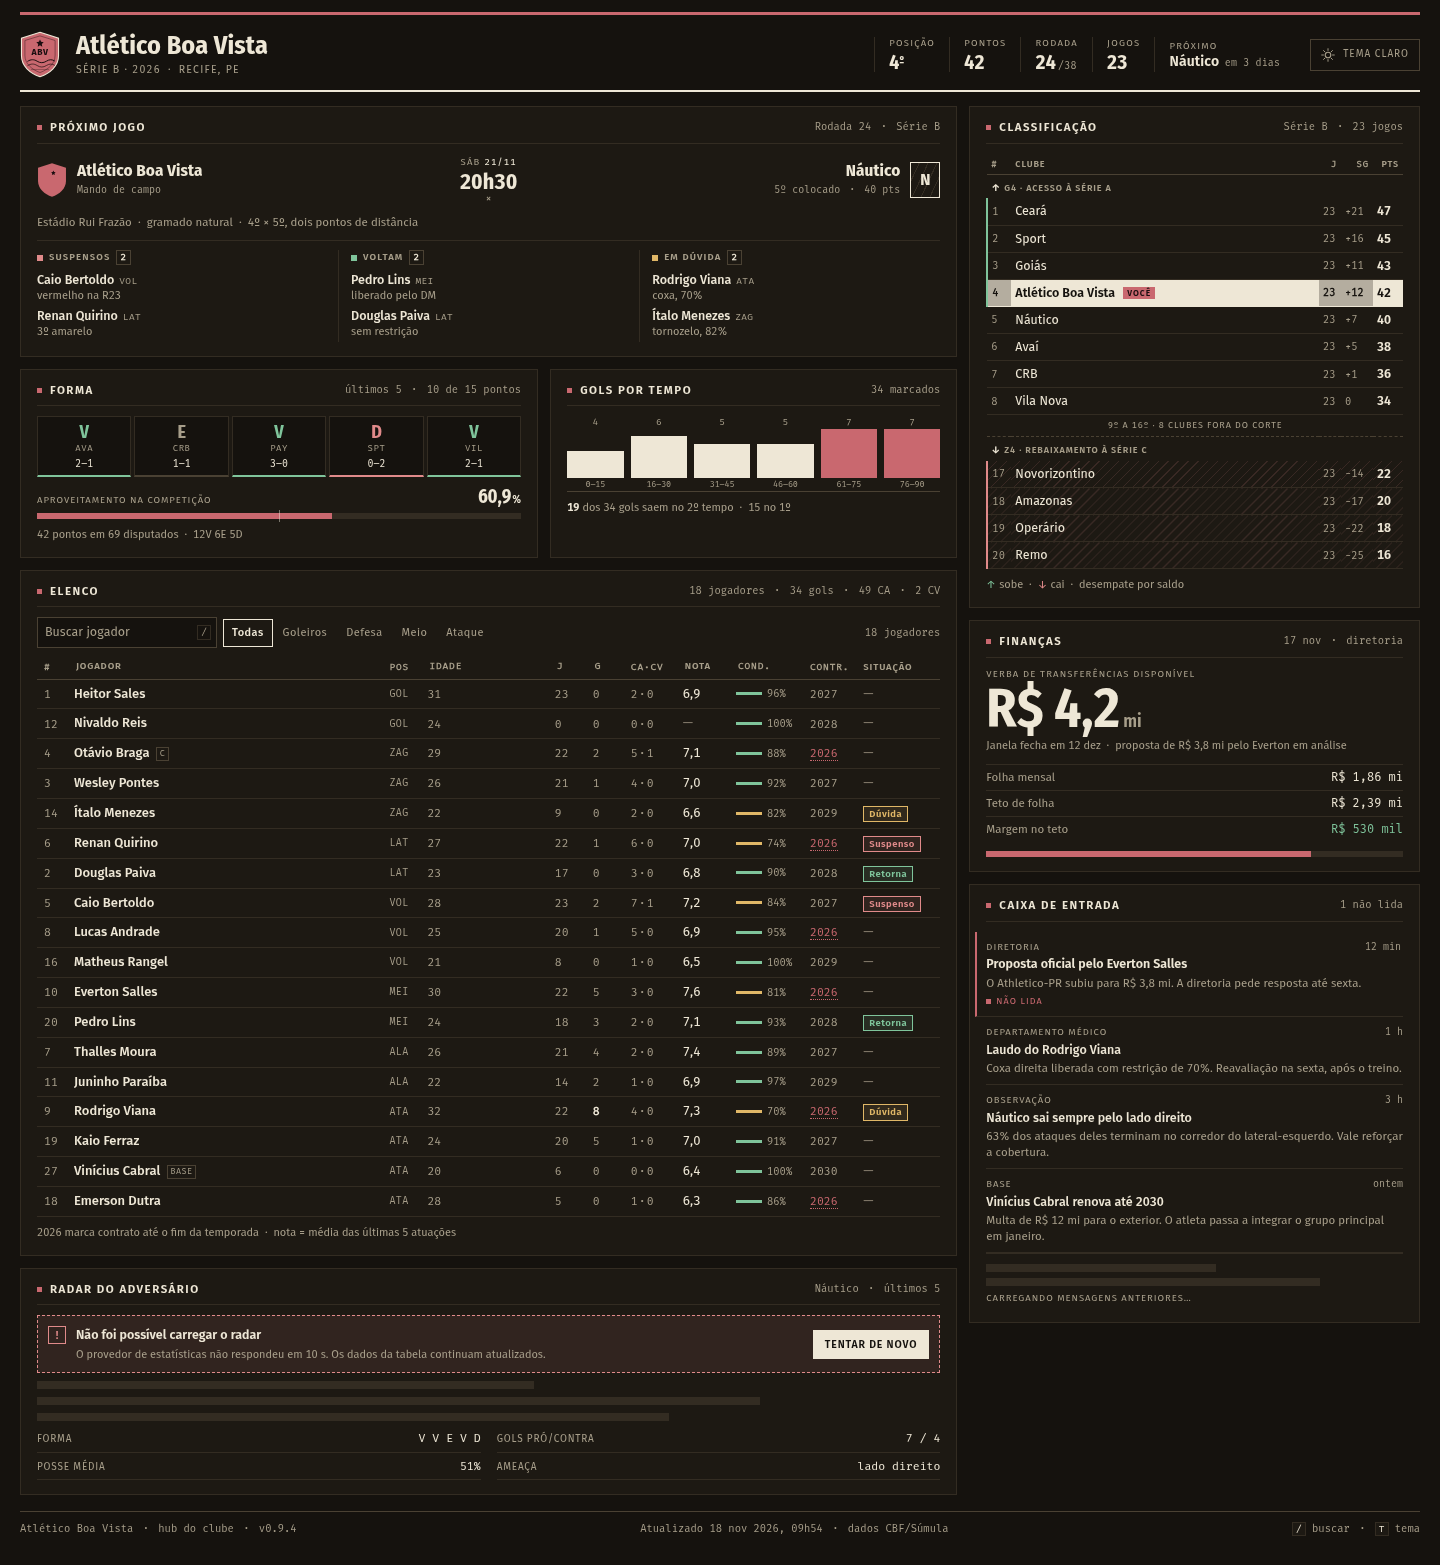 ABV
Atlético Boa Vista
SÉRIE B · 2026 · RECIFE, PE
POSIÇÃO
4º
PONTOS
42
RODADA
24 /38
JOGOS
23
PRÓXIMO
Náutico em 3 dias
TEMA CLARO
PRÓXIMO JOGO
Rodada 24 · Série B
Atlético Boa Vista
Mando de campo
SÁB 21/11
20h30
×
Náutico
5º colocado · 40 pts
N
Estádio Rui Frazão · gramado natural · 4º × 5º, dois pontos de distância
SUSPENSOS 2
Caio Bertoldo VOL
vermelho na R23
Renan Quirino LAT
3º amarelo
VOLTAM 2
Pedro Lins MEI
liberado pelo DM
Douglas Paiva LAT
sem restrição
EM DÚVIDA 2
Rodrigo Viana ATA
coxa, 70%
Ítalo Menezes ZAG
tornozelo, 82%
FORMA
últimos 5 · 10 de 15 pontos
V
AVA
2–1
E
CRB
1–1
V
PAY
3–0
D
SPT
0–2
V
VIL
2–1
APROVEITAMENTO NA COMPETIÇÃO
60,9%
42 pontos em 69 disputados · 12V 6E 5D
GOLS POR TEMPO
34 marcados
4 6 5 5 7 7
0–15 16–30 31–45 46–60 61–75 76–90
19 dos 34 gols saem no 2º tempo · 15 no 1º
ELENCO
18 jogadores · 34 gols · 49 CA · 2 CV
Buscar jogador /
Todas Goleiros Defesa Meio Ataque
18 jogadores
# JOGADOR POS IDADE J G CA·CV NOTA COND. CONTR. SITUAÇÃO
1 Heitor Sales GOL 31 23 0 2·0 6,9 96% 2027 —
12 Nivaldo Reis GOL 24 0 0 0·0 — 100% 2028 —
4 Otávio Braga C ZAG 29 22 2 5·1 7,1 88% 2026 —
3 Wesley Pontes ZAG 26 21 1 4·0 7,0 92% 2027 —
14 Ítalo Menezes ZAG 22 9 0 2·0 6,6 82% 2029 Dúvida
6 Renan Quirino LAT 27 22 1 6·0 7,0 74% 2026 Suspenso
2 Douglas Paiva LAT 23 17 0 3·0 6,8 90% 2028 Retorna
5 Caio Bertoldo VOL 28 23 2 7·1 7,2 84% 2027 Suspenso
8 Lucas Andrade VOL 25 20 1 5·0 6,9 95% 2026 —
16 Matheus Rangel VOL 21 8 0 1·0 6,5 100% 2029 —
10 Everton Salles MEI 30 22 5 3·0 7,6 81% 2026 —
20 Pedro Lins MEI 24 18 3 2·0 7,1 93% 2028 Retorna
7 Thalles Moura ALA 26 21 4 2·0 7,4 89% 2027 —
11 Juninho Paraíba ALA 22 14 2 1·0 6,9 97% 2029 —
9 Rodrigo Viana ATA 32 22 8 4·0 7,3 70% 2026 Dúvida
19 Kaio Ferraz ATA 24 20 5 1·0 7,0 91% 2027 —
27 Vinícius Cabral BASE ATA 20 6 0 0·0 6,4 100% 2030 —
18 Emerson Dutra ATA 28 5 0 1·0 6,3 86% 2026 —
2026 marca contrato até o fim da temporada · nota = média das últimas 5 atuações
RADAR DO ADVERSÁRIO
Náutico · últimos 5
!
Não foi possível carregar o radar
O provedor de estatísticas não respondeu em 10 s. Os dados da tabela continuam atualizados.
TENTAR DE NOVO
FORMA V V E V D
GOLS PRÓ/CONTRA 7 / 4
POSSE MÉDIA 51%
AMEAÇA lado direito
CLASSIFICAÇÃO
Série B · 23 jogos
# CLUBE J SG PTS
↑ G4 · ACESSO À SÉRIE A
1 Ceará 23 +21 47
2 Sport 23 +16 45
3 Goiás 23 +11 43
4 Atlético Boa Vista VOCÊ 23 +12 42
5 Náutico 23 +7 40
6 Avaí 23 +5 38
7 CRB 23 +1 36
8 Vila Nova 23 0 34
9º A 16º · 8 CLUBES FORA DO CORTE
↓ Z4 · REBAIXAMENTO À SÉRIE C
17 Novorizontino 23 −14 22
18 Amazonas 23 −17 20
19 Operário 23 −22 18
20 Remo 23 −25 16
↑ sobe · ↓ cai · desempate por saldo
FINANÇAS
17 nov · diretoria
VERBA DE TRANSFERÊNCIAS DISPONÍVEL
R$ 4,2 mi
Janela fecha em 12 dez · proposta de R$ 3,8 mi pelo Everton em análise
Folha mensal R$ 1,86 mi
Teto de folha R$ 2,39 mi
Margem no teto R$ 530 mil
CAIXA DE ENTRADA
1 não lida
DIRETORIA 12 min
Proposta oficial pelo Everton Salles
O Athletico-PR subiu para R$ 3,8 mi. A diretoria pede resposta até sexta.
NÃO LIDA
DEPARTAMENTO MÉDICO 1 h
Laudo do Rodrigo Viana
Coxa direita liberada com restrição de 70%. Reavaliação na sexta, após o treino.
OBSERVAÇÃO 3 h
Náutico sai sempre pelo lado direito
63% dos ataques deles terminam no corredor do lateral-esquerdo. Vale reforçar
a cobertura.
BASE ontem
Vinícius Cabral renova até 2030
Multa de R$ 12 mi para o exterior. O atleta passa a integrar o grupo principal
em janeiro.
CARREGANDO MENSAGENS ANTERIORES…
Atlético Boa Vista · hub do clube · v0.9.4
Atualizado 18 nov 2026, 09h54 · dados CBF/Súmula
/ buscar · T tema